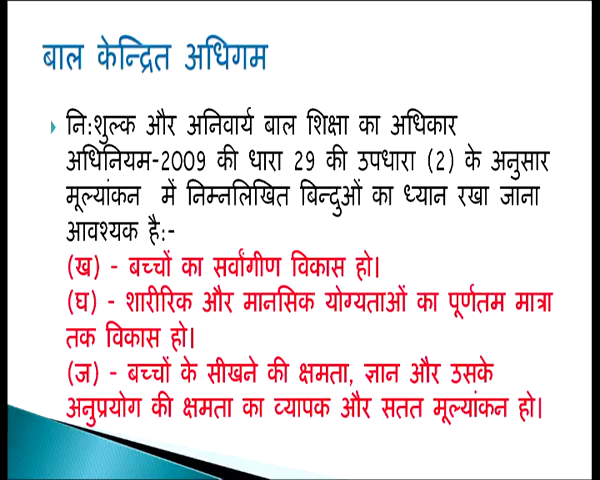 बाल केन्द्रित अधिगम
नि:शुल्क और अनिवार्य बाल शिक्षा का अधिकार
अधिनियम-2009 की धारा 29 की उपधारा (2) के अनुसार
मूल्यांकन में निम्नलिखित बिन्दुओं का ध्यान रखा जाना
आवश्यक है:-
(ख) - बच्चों का सर्वांगीण विकास हो।
(घ) - शारीरिक और मानसिक योग्यताओं का पूर्णतम मात्रा
तक विकास हो।
(ज) - बच्चों के सीखने की क्षमता, ज्ञान और उसके
अनुप्रयोग की क्षमता का व्यापक और सतत मूल्यांकन हो।